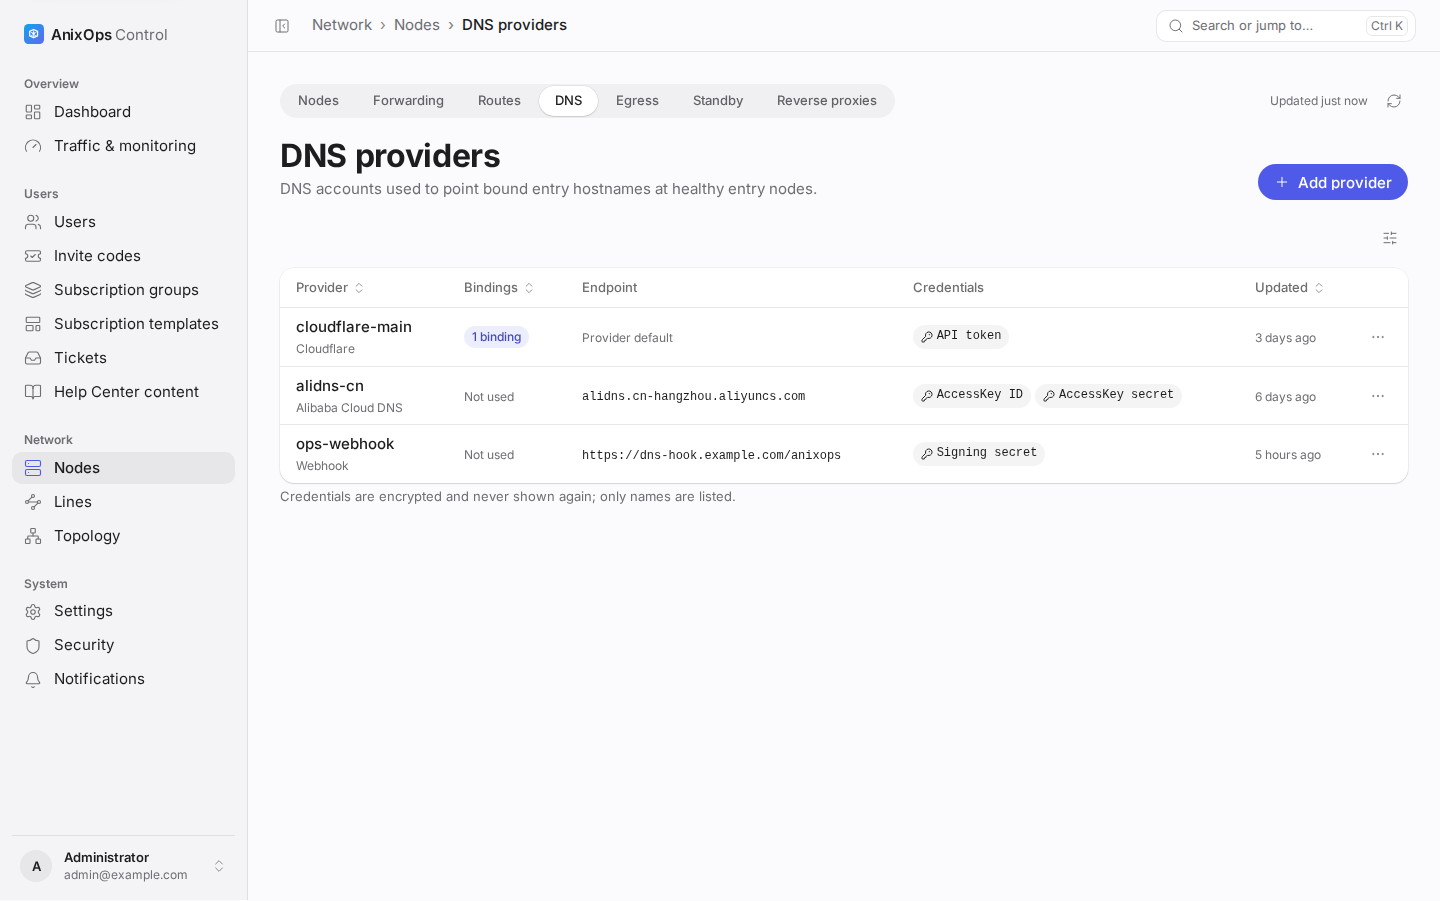 AnixOps Control
Network › Nodes › DNS providers
Search or jump to...
Ctrl K
Overview
Dashboard
Traffic & monitoring
Users
Users
Invite codes
Subscription groups
Subscription templates
Tickets
Help Center content
Network
Nodes
Lines
Topology
System
Settings
Security
Notifications
A
Administrator
admin@example.com
Nodes Forwarding Routes DNS Egress Standby Reverse proxies
Updated just now
DNS providers
DNS accounts used to point bound entry hostnames at healthy entry nodes.
Add provider
Provider Bindings Endpoint Credentials Updated
cloudflare-main
Cloudflare
1 binding
Provider default
API token
3 days ago
alidns-cn
Alibaba Cloud DNS
Not used
alidns.cn-hangzhou.aliyuncs.com
AccessKey ID AccessKey secret
6 days ago
ops-webhook
Webhook
Not used
https://dns-hook.example.com/anixops
Signing secret
5 hours ago
Credentials are encrypted and never shown again; only names are listed.